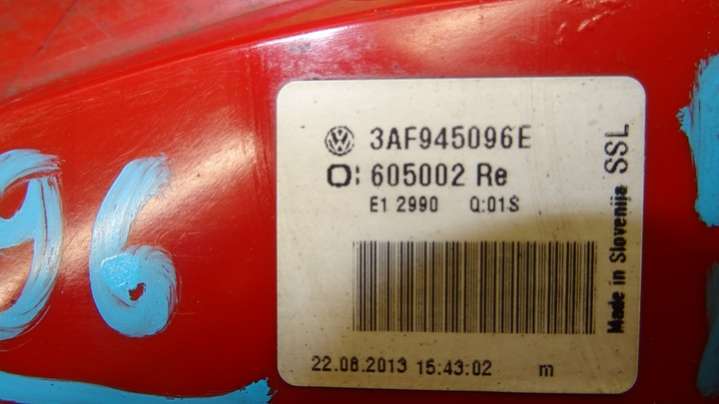 96
3AF945096E
O: 605002 Re
E1 2990 Q:01S
22.08.2013 15:43:02 m
Made in Slovenija SSL